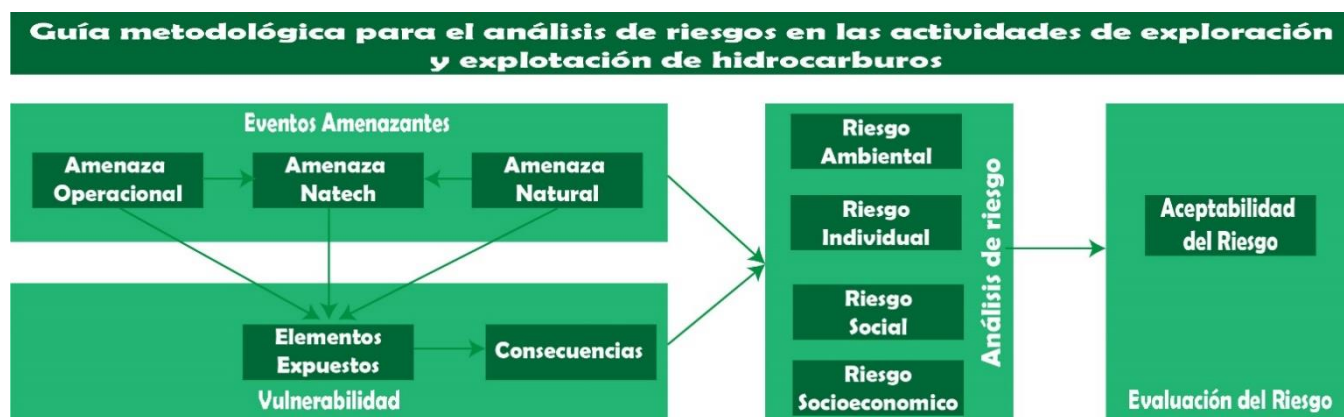 Guía metodológica para el análisis de riesgos en las actividades de exploración
y explotación de hidrocarburos
Eventos Amenazantes
Amenaza
Operacional
Amenaza
Natech
Amenaza
Natural
Elementos
Expuestos
Consecuencias
Vulnerabilidad
Riesgo
Ambiental
Riesgo
Individual
Riesgo
Social
Riesgo
Socioeconomico
Análisis de riesgo
Aceptabilidad
del Riesgo
Evaluación del Riesgo